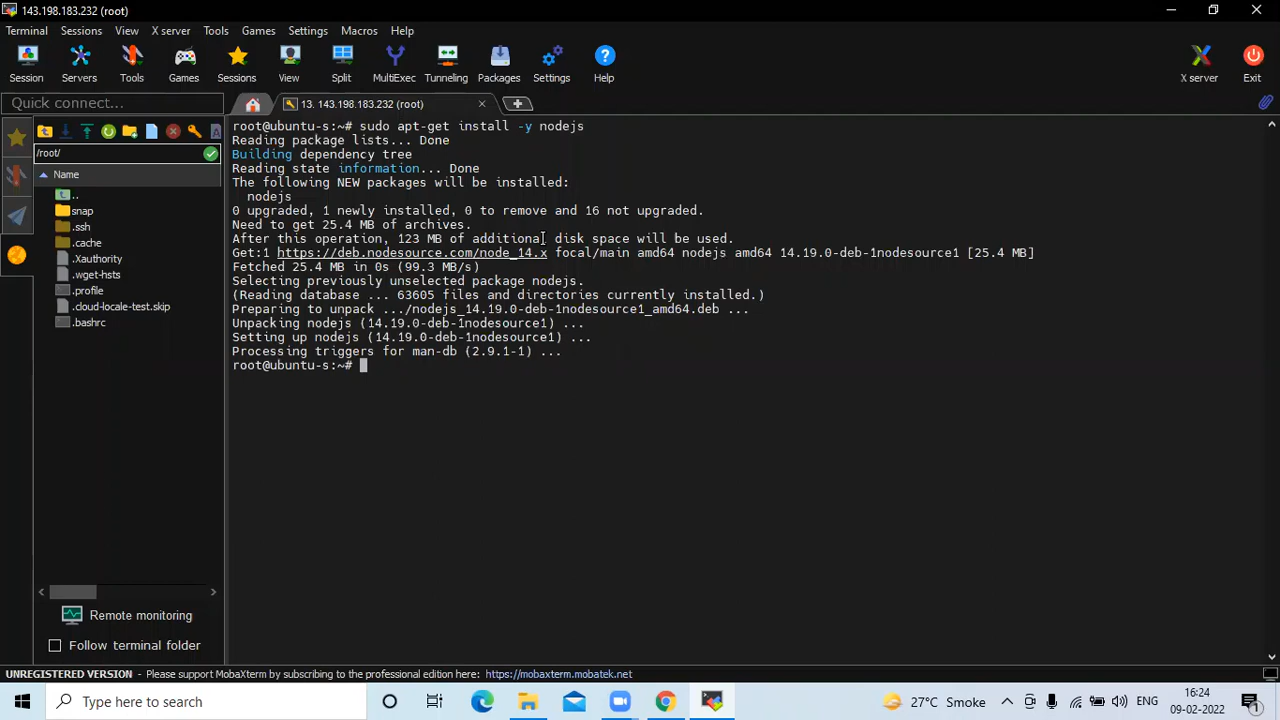 143.198.183.232
Terminal Sessions View X server Tools Games Settings Macros Help
Session Servers Tools Games Sessions View Split MultiExec Tunneling Packages Settings Help X server Exit
Quick connect...
13. 143.198.183.232 (root)
/root/
Name
..
snap
.ssh
.cache
.Xauthority
.wget-hsts
.profile
.cloud-locale-test.skip
.bashrc
Remote monitoring
Follow terminal folder
root@ubuntu-s:~# sudo apt-get install -y nodejs
Reading package lists... Done
Building dependency tree
Reading state information... Done
The following NEW packages will be installed:
nodejs
0 upgraded, 1 newly installed, 0 to remove and 16 not upgraded.
Need to get 25.4 MB of archives.
After this operation, 123 MB of additional disk space will be used.
Get:1 https://deb.nodesource.com/node_14.x focal/main amd64 nodejs amd64 14.19.0-deb-1nodesource1 [25.4 MB]
Fetched 25.4 MB in 0s (99.3 MB/s)
Selecting previously unselected package nodejs.
(Reading database ... 63605 files and directories currently installed.)
Preparing to unpack .../nodejs_14.19.0-deb-1nodesource1_amd64.deb ...
Unpacking nodejs (14.19.0-deb-1nodesource1) ...
Setting up nodejs (14.19.0-deb-1nodesource1) ...
Processing triggers for man-db (2.9.1-1) ...
root@ubuntu-s:~#
UNREGISTERED VERSION - Please support MobaXterm by subscribing to the professional edition here: https://mobaxterm.mobatek.net
Type here to search
27°C Smoke
ENG
16:24
09-02-2022
1